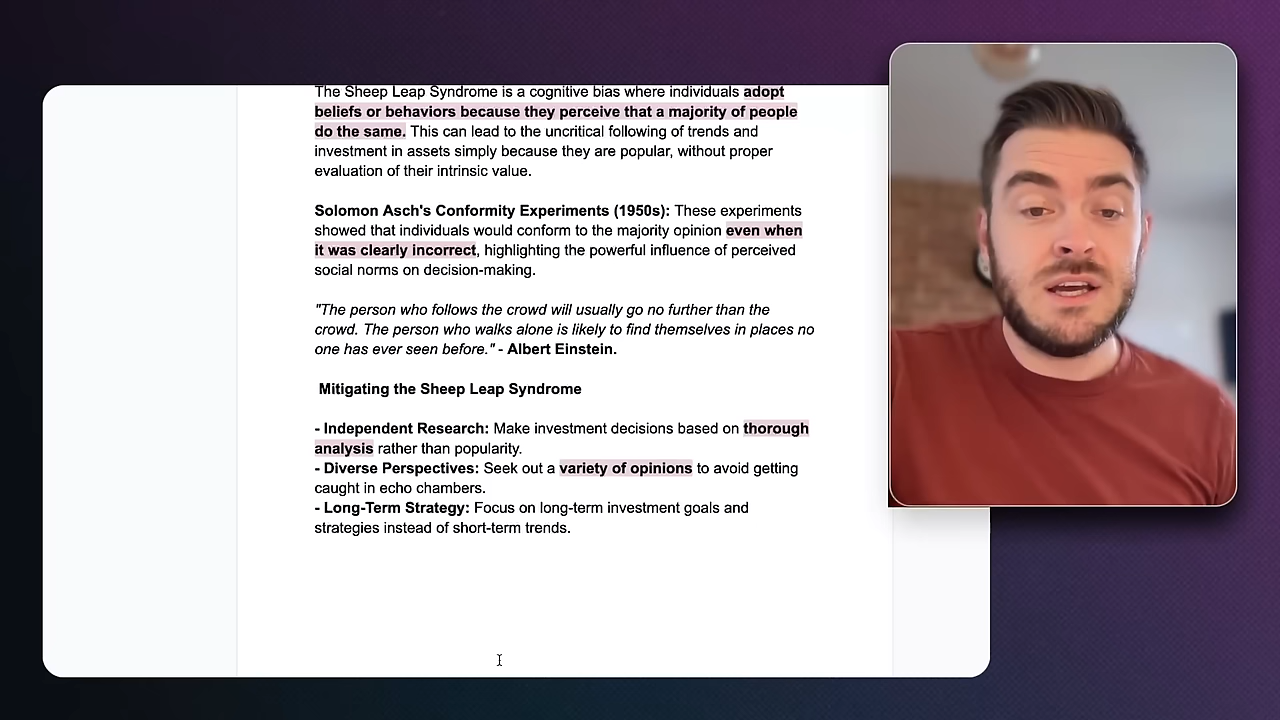 The Sheep Leap Syndrome is a cognitive bias where individuals adopt
beliefs or behaviors because they perceive that a majority of people
do the same. This can lead to the uncritical following of trends and
investment in assets simply because they are popular, without proper
evaluation of their intrinsic value.
Solomon Asch's Conformity Experiments (1950s): These experiments
showed that individuals would conform to the majority opinion even when
it was clearly incorrect, highlighting the powerful influence of perceived
social norms on decision-making.
"The person who follows the crowd will usually go no further than the
crowd. The person who walks alone is likely to find themselves in places no
one has ever seen before." - Albert Einstein.
Mitigating the Sheep Leap Syndrome
- Independent Research: Make investment decisions based on thorough
analysis rather than popularity.
- Diverse Perspectives: Seek out a variety of opinions to avoid getting
caught in echo chambers.
- Long-Term Strategy: Focus on long-term investment goals and
strategies instead of short-term trends.